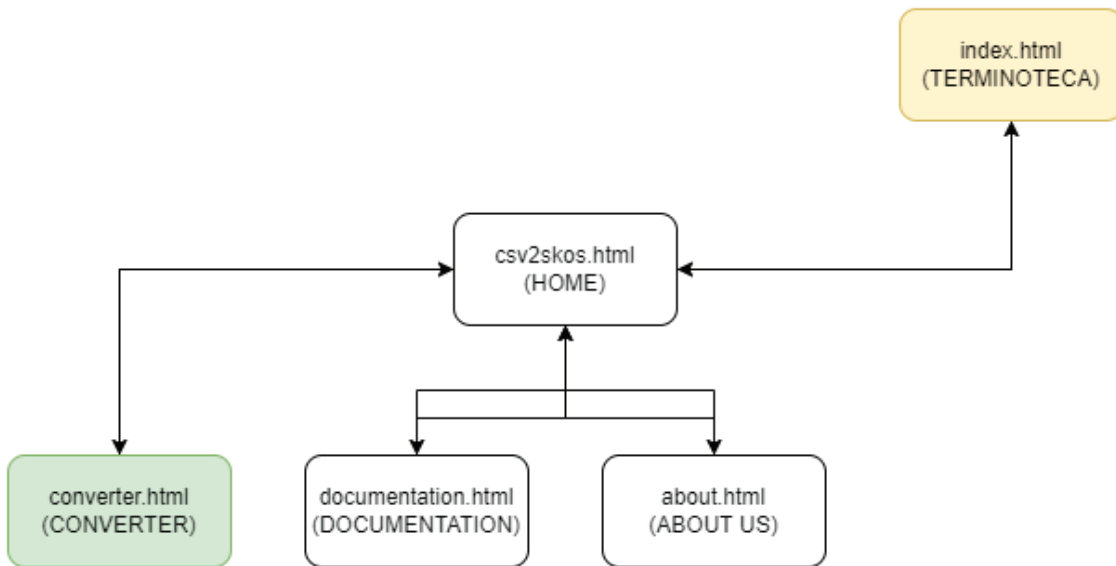 index.html
(TERMINOTECA)
csv2skos.html
(HOME)
converter.html
(CONVERTER)
documentation.html
(DOCUMENTATION)
about.html
(ABOUT US)